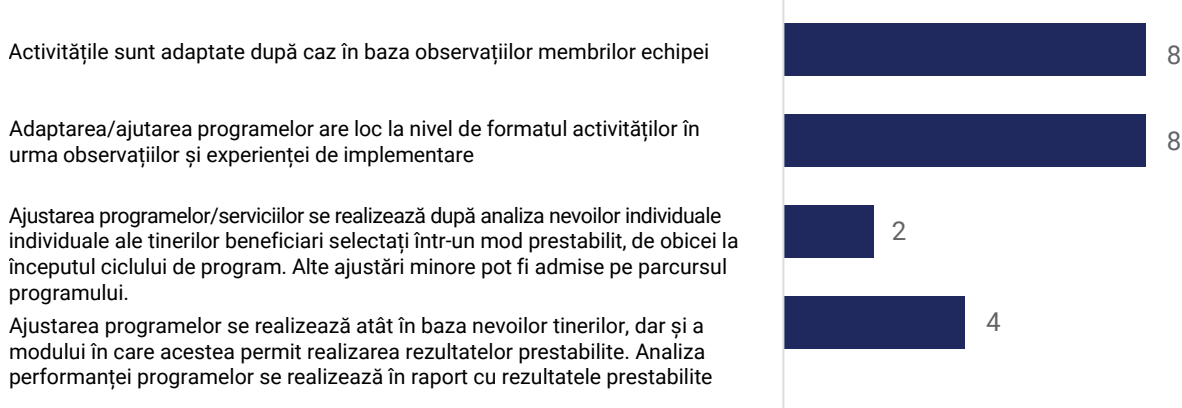 Activitățile sunt adaptate după caz în baza observațiilor membrilor echipei
8
Adaptarea/ajutarea programelor are loc la nivel de formatul activităților în
urma observațiilor și experienței de implementare
8
Ajustarea programelor/serviciilor se realizează după analiza nevoilor individuale
individuale ale tinerilor beneficiari selectați într-un mod prestabilit, de obicei la
începutul ciclului de program. Alte ajustări minore pot fi admise pe parcursul
programului.
2
Ajustarea programelor se realizează atât în baza nevoilor tinerilor, dar și a
modului în care acestea permit realizarea rezultatelor prestabilite. Analiza
performanței programelor se realizează în raport cu rezultatele prestabilite
4